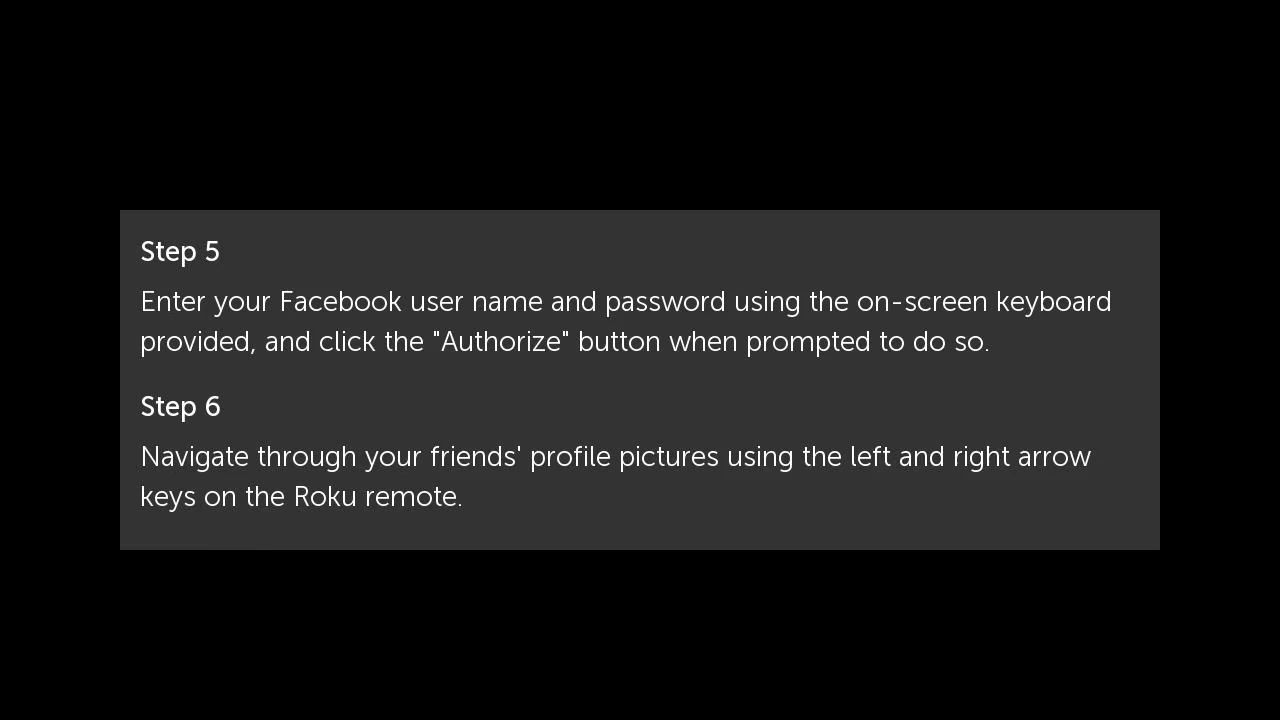 Step 5
Enter your Facebook user name and password using the on-screen keyboard
provided, and click the "Authorize" button when prompted to do so.
Step 6
Navigate through your friends' profile pictures using the left and right arrow
keys on the Roku remote.